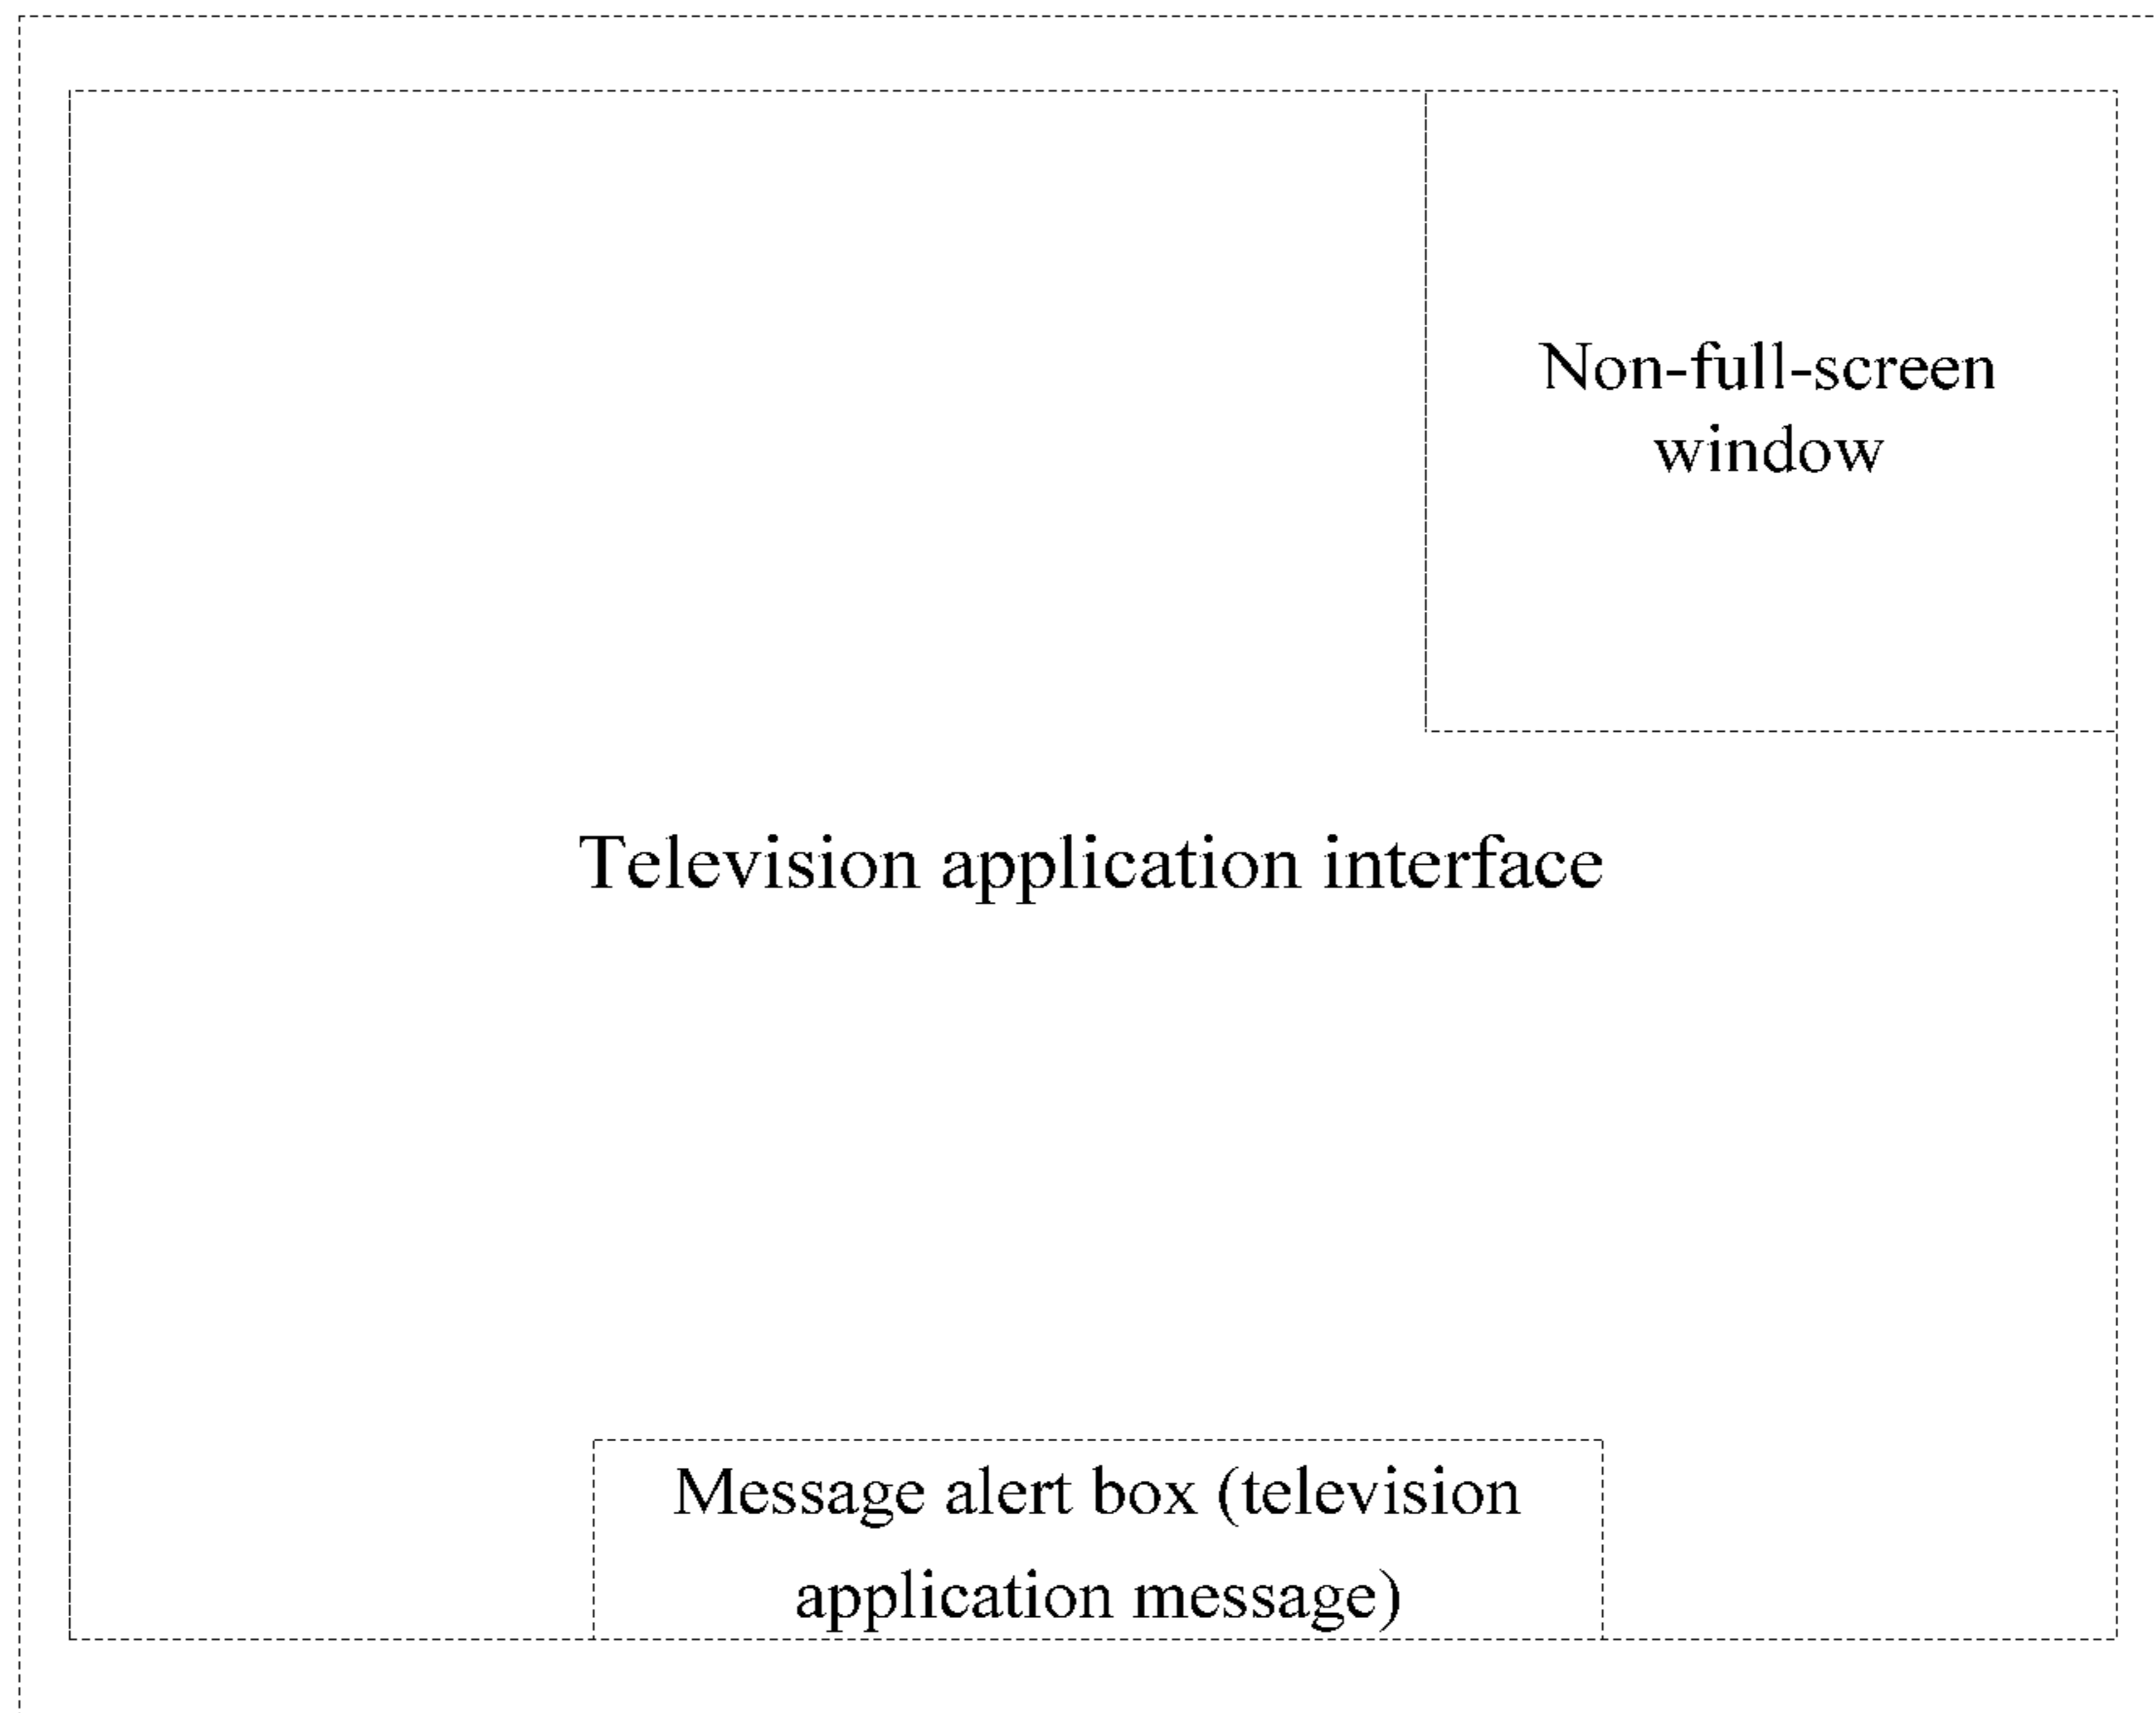 Non-full-screen
window
Television application interface
Message alert box (television
application message)